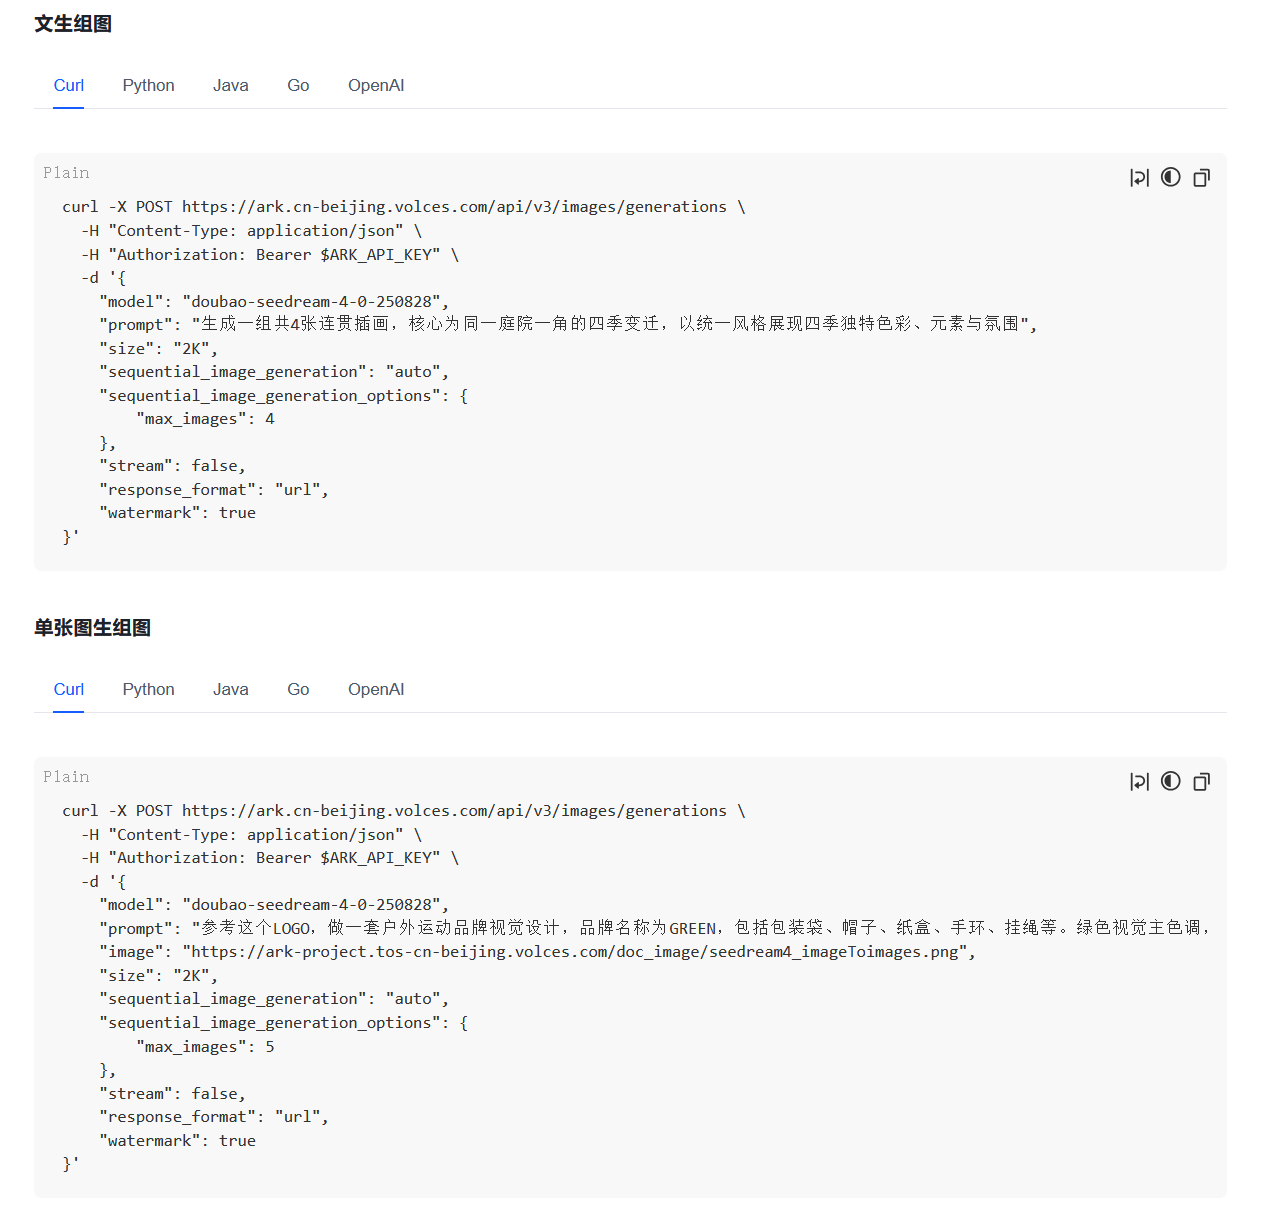 文生组图
Curl Python Java Go OpenAI
Plain
curl -X POST https://ark.cn-beijing.volces.com/api/v3/images/generations \
  -H "Content-Type: application/json" \
  -H "Authorization: Bearer $ARK_API_KEY" \
  -d '{
    "model": "doubao-seedream-4-0-250828",
    "prompt": "生成一组共4张连贯插画，核心为同一庭院一角的四季变迁，以统一风格展现四季独特色彩、元素与氛围",
    "size": "2K",
    "sequential_image_generation": "auto",
    "sequential_image_generation_options": {
        "max_images": 4
    },
    "stream": false,
    "response_format": "url",
    "watermark": true
}'
单张图生组图
Curl Python Java Go OpenAI
Plain
curl -X POST https://ark.cn-beijing.volces.com/api/v3/images/generations \
  -H "Content-Type: application/json" \
  -H "Authorization: Bearer $ARK_API_KEY" \
  -d '{
    "model": "doubao-seedream-4-0-250828",
    "prompt": "参考这个LOGO，做一套户外运动品牌视觉设计，品牌名称为GREEN，包括包装袋、帽子、纸盒、手环、挂绳等。绿色视觉主色调，
    "image": "https://ark-project.tos-cn-beijing.volces.com/doc_image/seedream4_imageToimages.png",
    "size": "2K",
    "sequential_image_generation": "auto",
    "sequential_image_generation_options": {
        "max_images": 5
    },
    "stream": false,
    "response_format": "url",
    "watermark": true
}'